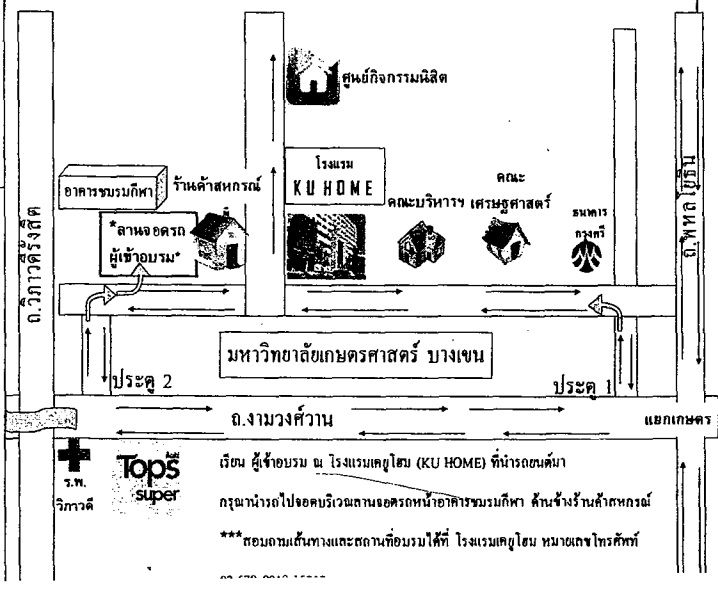 ศูนย์กิจกรรมนิสิต
โรงแรม
KU HOME
อาคารชมรมกีฬา
ร้านค้าสหกรณ์
คณะบริหารฯ
คณะ
เศรษฐศาสตร์
ธนาคาร
กรุงศรี
*ลานจอดรถ
ผู้เข้าอบรม*
ถ.วิภาวดีรังสิต
ถ.พหลโยธิน
มหาวิทยาลัยเกษตรศาสตร์ บางเขน
ประตู 2
ประตู 1
ถ.งามวงศ์วาน
แยกเกษตร
ร.พ.
วิภาวดี
Tops
super
เรียน ผู้เข้าอบรม ณ โรงแรมเคยูโฮม (KU HOME) ที่นำรถยนต์มา
กรุณานำรถไปจอดบริเวณลานจอดรถหน้าอาคารชมรมกีฬา ด้านข้างร้านค้าสหกรณ์
***สอบถามเส้นทางและสถานที่อบรมได้ที่ โรงแรมเคยูโฮม หมายเลขโทรศัพท์